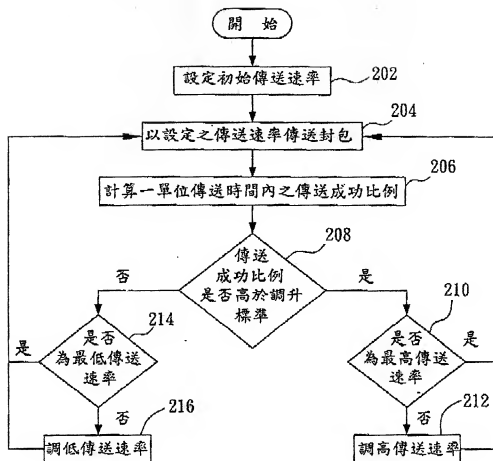 開 始
設定初始傳送速率
202
204
以設定之傳送速率傳送封包
206
計算一單位傳送時間內之傳送成功比例
208
傳送
成功比例
是否高於調升
標準
否
是
214
210
是否
為最低傳送
速率
是
是否
為最高傳送
速率
是
否
216
否
212
調低傳送速率
調高傳送速率